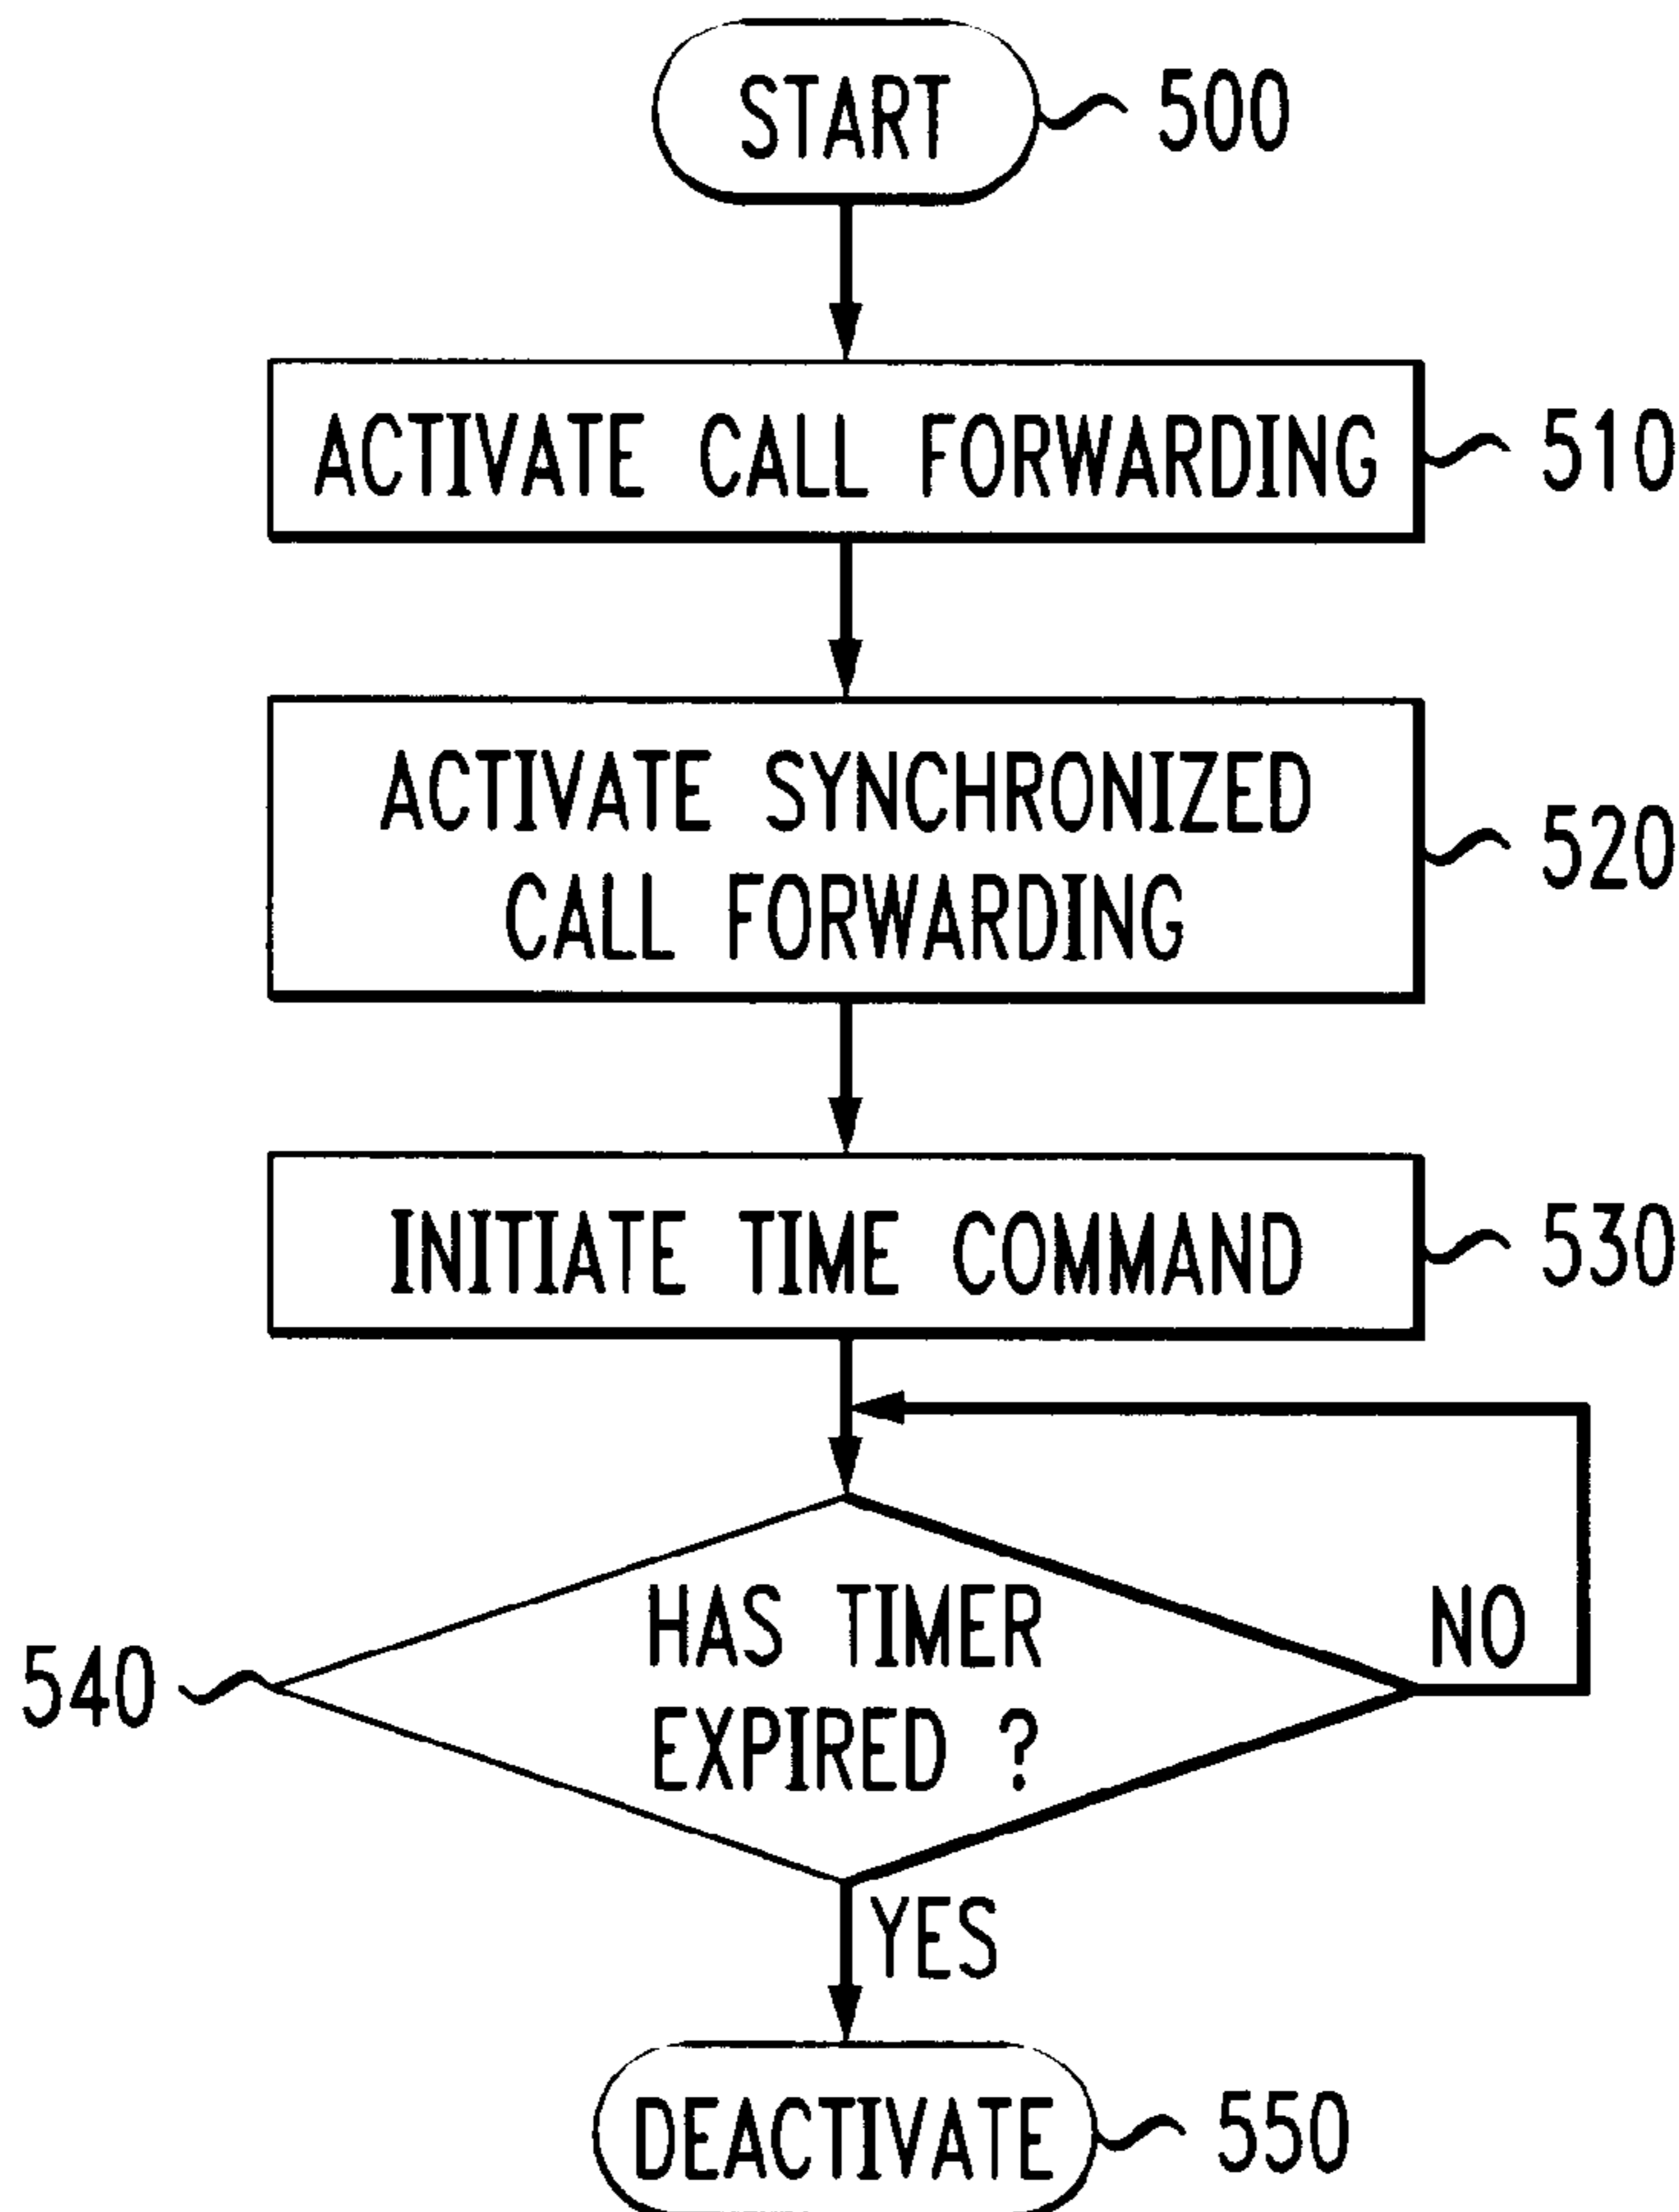 START
500
ACTIVATE CALL FORWARDING
510
ACTIVATE SYNCHRONIZED
CALL FORWARDING
520
INITIATE TIME COMMAND
530
HAS TIMER
EXPIRED ?
NO
540
YES
DEACTIVATE
550